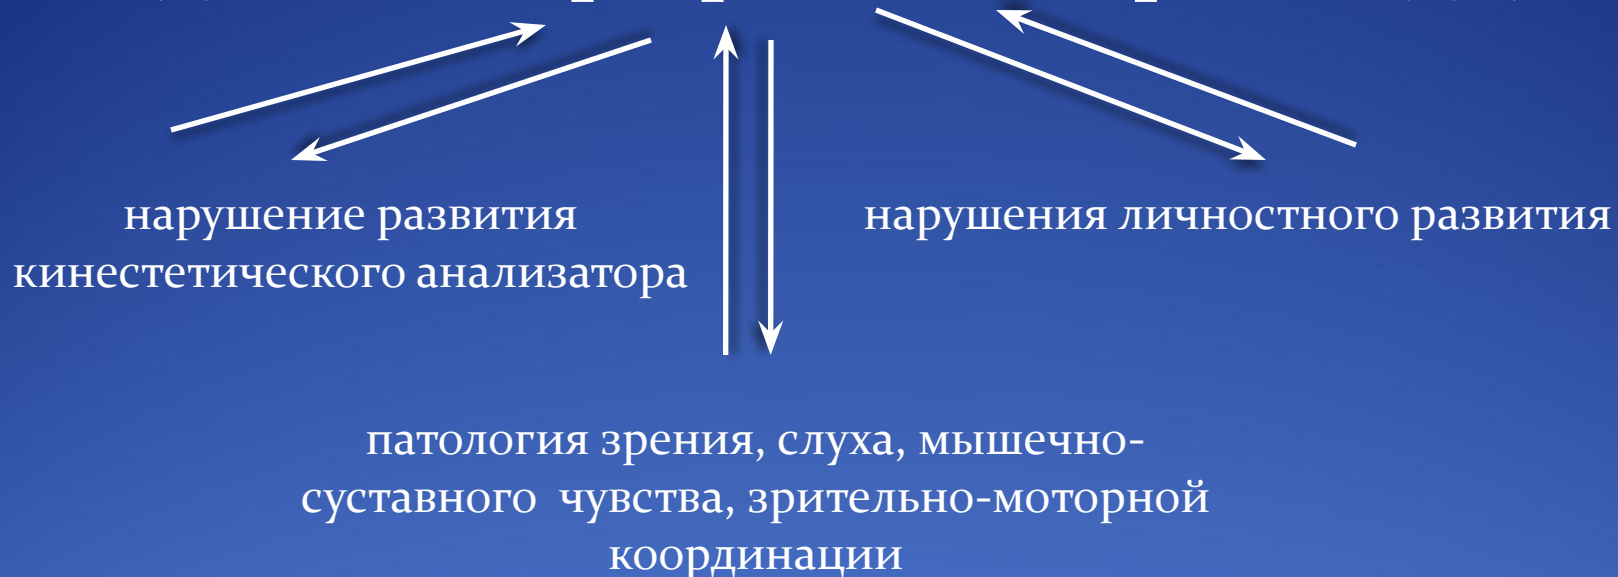 нарушение развития
кинестетического анализатора
нарушения личностного развития
патология зрения, слуха, мышечно-
суставного чувства, зрительно-моторной
координации